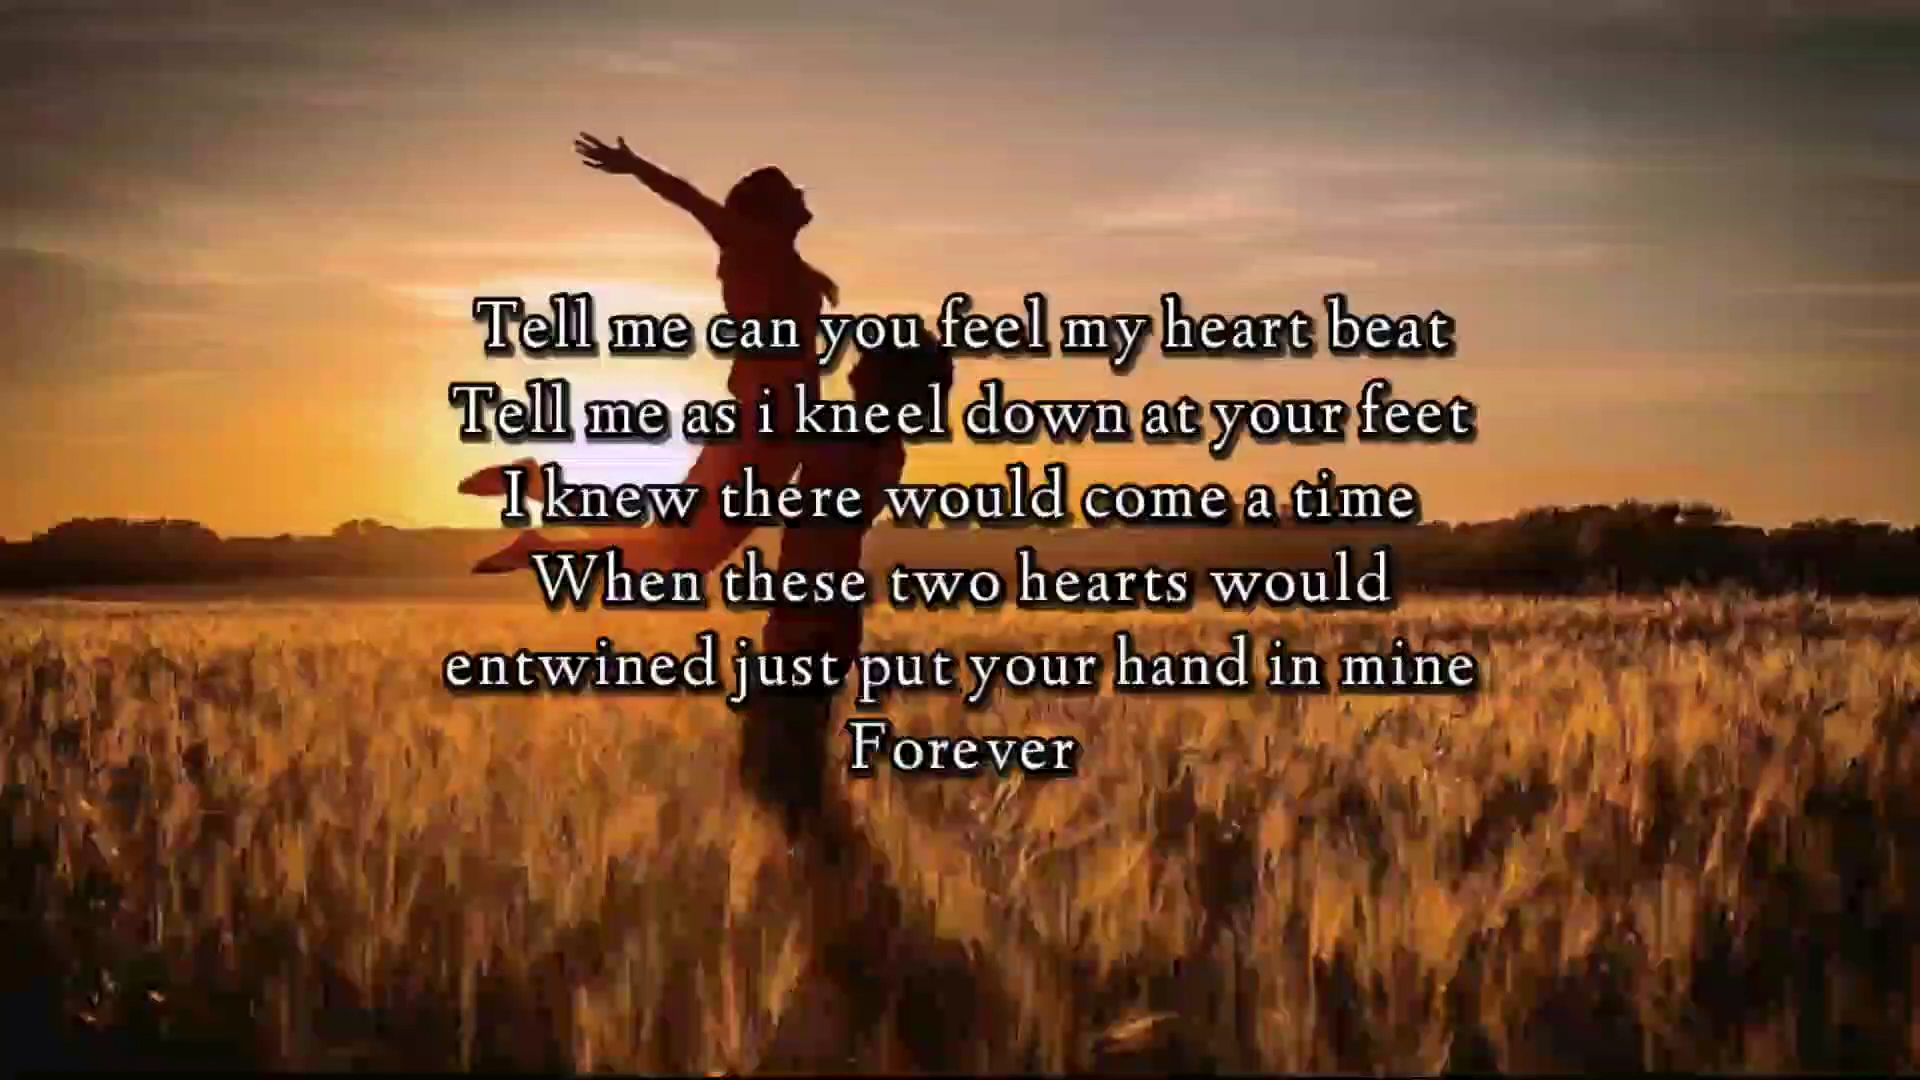 Tell me can you feel my heart beat
Tell me as i kneel down at your feet
I knew there would come a time
When these two hearts would
entwined just put your hand in mine
Forever